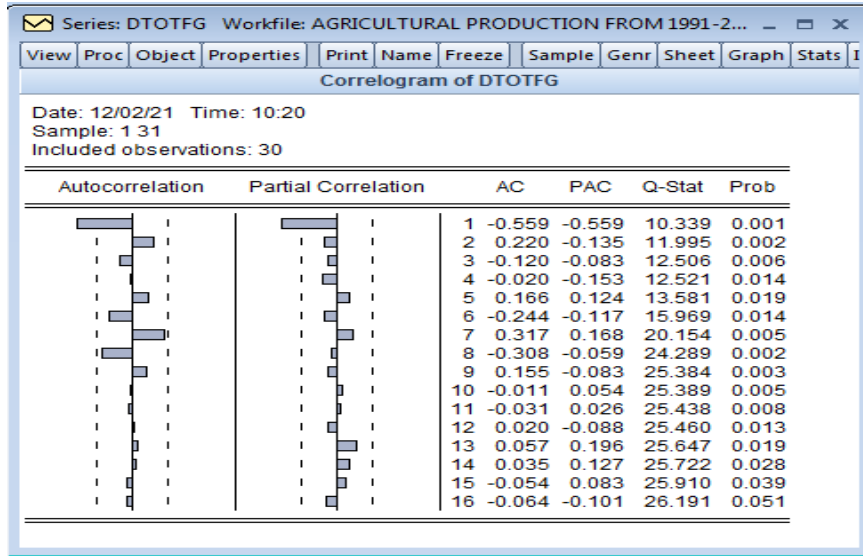 Series: DTOTFG Workfile: AGRICULTURAL PRODUCTION FROM 1991-2...
View Proc Object Properties Print Name Freeze Sample Genr Sheet Graph Stats I
Correlogram of DTOTFG
Date: 12/02/21 Time: 10:20
Sample: 1 31
Included observations: 30
Autocorrelation Partial Correlation AC PAC Q-Stat Prob
1 -0.559 -0.559 10.339 0.001
2 0.220 -0.135 11.995 0.002
3 -0.120 -0.083 12.506 0.006
4 -0.020 -0.153 12.521 0.014
5 0.166 0.124 13.581 0.019
6 -0.244 -0.117 15.969 0.014
7 0.317 0.168 20.154 0.005
8 -0.308 -0.059 24.289 0.002
9 0.155 -0.083 25.384 0.003
10 -0.011 0.054 25.389 0.005
11 -0.031 0.026 25.438 0.008
12 0.020 -0.088 25.460 0.013
13 0.057 0.196 25.647 0.019
14 0.035 0.127 25.722 0.028
15 -0.054 0.083 25.910 0.039
16 -0.064 -0.101 26.191 0.051